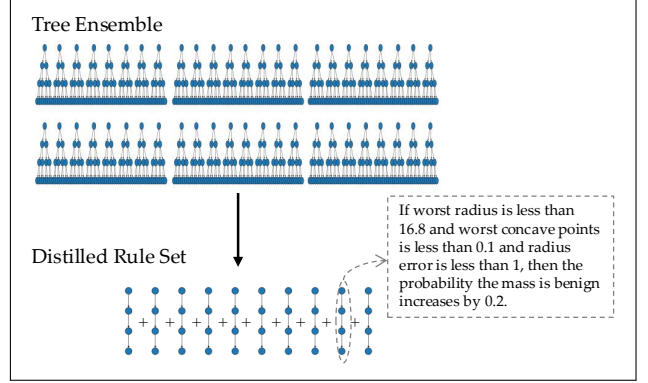 Tree Ensemble
If worst radius is less than
16.8 and worst concave points
is less than 0.1 and radius
error is less than 1, then the
probability the mass is benign
increases by 0.2.
Distilled Rule Set
+ + + + + + + + +